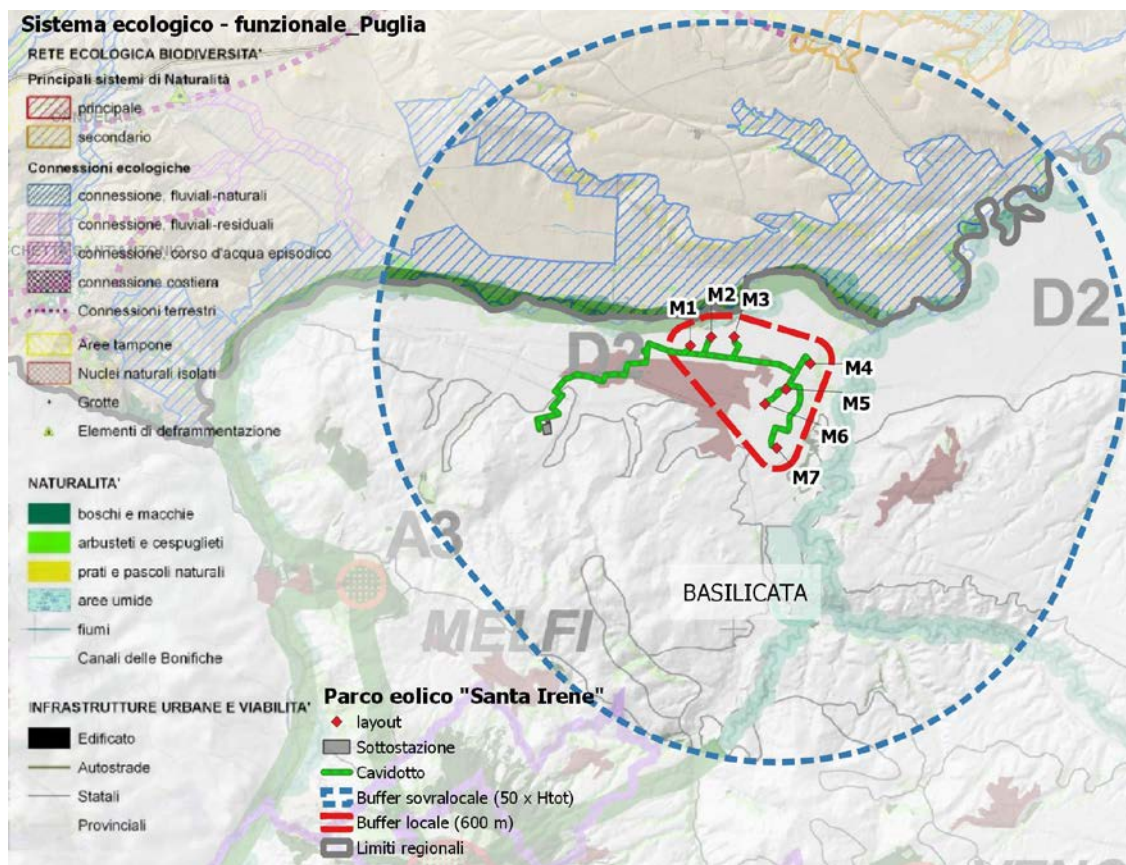 Sistema ecologico - funzionale_Puglia
RETE ECOLOGICA BIODIVERSITA'
Principali sistemi di Naturalità
principale
CANDELA
secondario
Connessioni ecologiche
connessione, fluviali-naturali
connessione, fluviali-residuali
connessione, corso d'acqua episodico
connessione costiera
Connessioni terrestri
Aree tampone
Nuclei naturali isolati
Grotte
Elementi di deframmentazione
NATURALITA'
boschi e macchie
arbusteti e cespuglieti
prati e pascoli naturali
aree umide
fiumi
Canali delle Bonifiche
INFRASTRUTTURE URBANE E VIABILITA'
Edificato
Autostrade
Statali
Provinciali
Parco eolico "Santa Irene"
layout
Sottostazione
Cavidotto
Buffer sovralocale (50 x Htot)
Buffer locale (600 m)
Limiti regionali
M1
M2
M3
D2
D2
M4
M5
M6
M7
A3
BASILICATA
MELFI